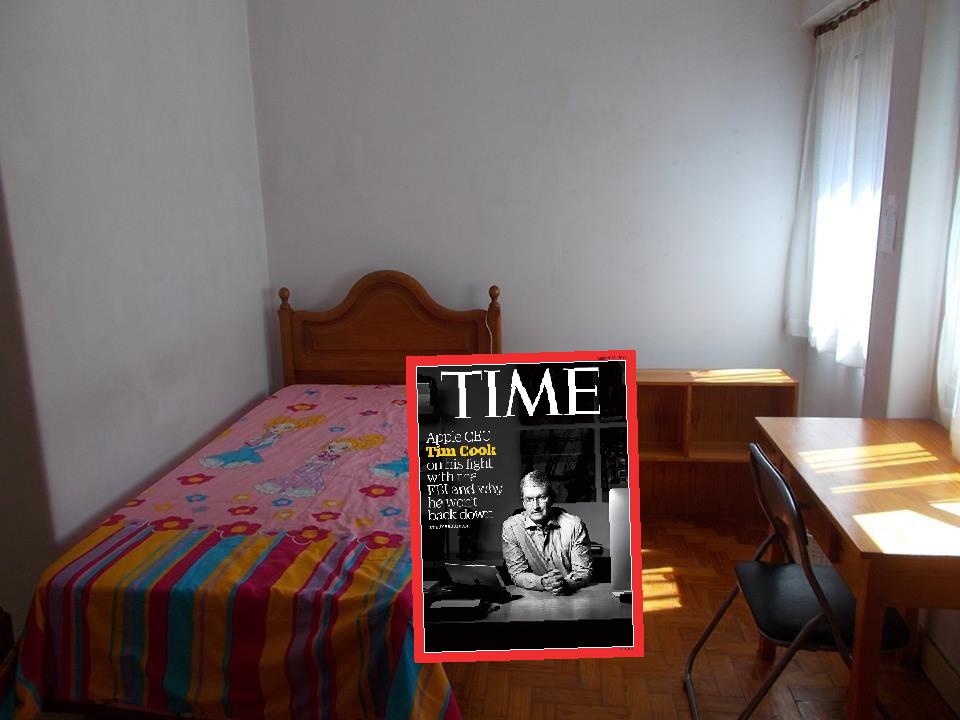 TIME
Apple CEO
Tim Cook
on his fight
with the
FBI and why
he won't
back down